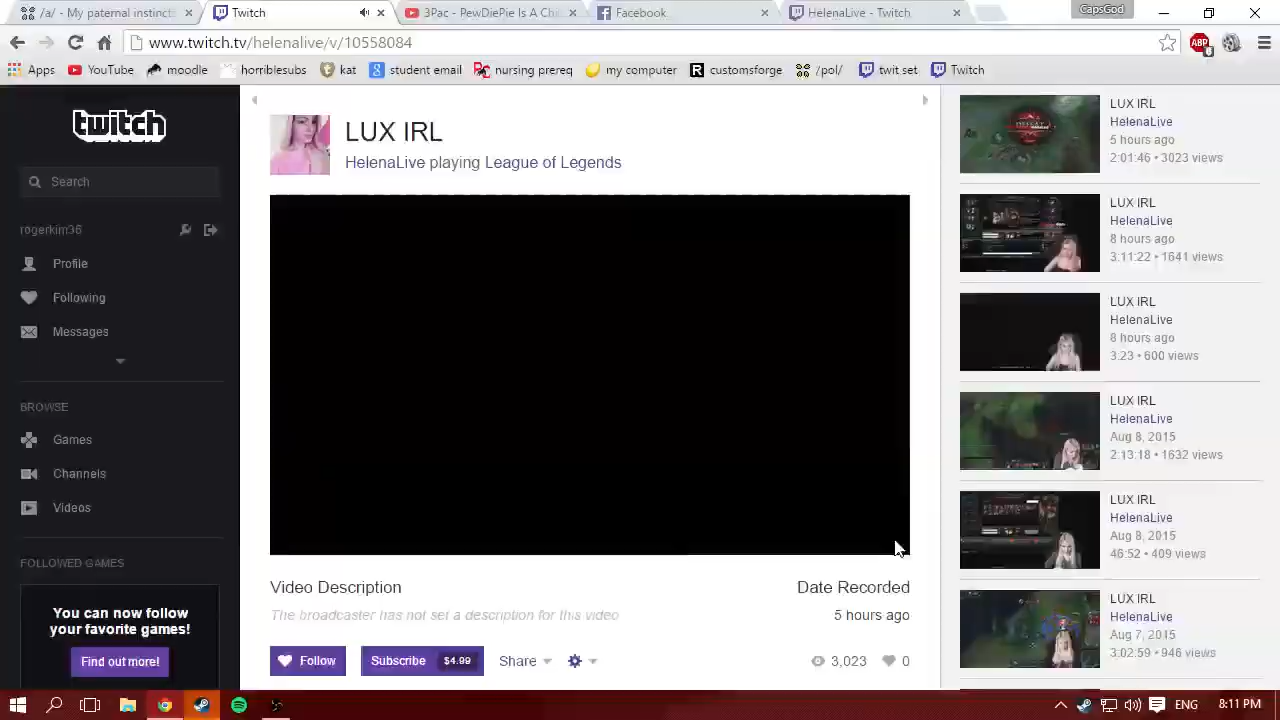 /a/ - My paternal instincts
Twitch
3Pac - PewDiePie Is A Chi
Facebook
HelenaLive - Twitch
CapsGod
www.twitch.tv/helenalive/v/10558084
ABP
6
Apps
YouTube
moodle
horriblesubs
kat
student email
nursing prereq
my computer
customsforge
/pol/
twit set
Twitch
twitch
Search
rogerkim36
Profile
Following
Messages
BROWSE
Games
Channels
Videos
FOLLOWED GAMES
You can now follow
your favorite games!
Find out more!
LUX IRL
HelenaLive playing League of Legends
Video Description
Date Recorded
The broadcaster has not set a description for this video
5 hours ago
Follow
Subscribe $4.99
Share
3,023
0
LUX IRL
HelenaLive
5 hours ago
2:01:46 • 3023 views
LUX IRL
HelenaLive
8 hours ago
3:11:22 • 1641 views
LUX IRL
HelenaLive
8 hours ago
3:23 • 600 views
LUX IRL
HelenaLive
Aug 8, 2015
2:13:18 • 1632 views
LUX IRL
HelenaLive
Aug 8, 2015
46:52 • 409 views
LUX IRL
HelenaLive
Aug 7, 2015
3:02:59 • 946 views
ENG
8:11 PM